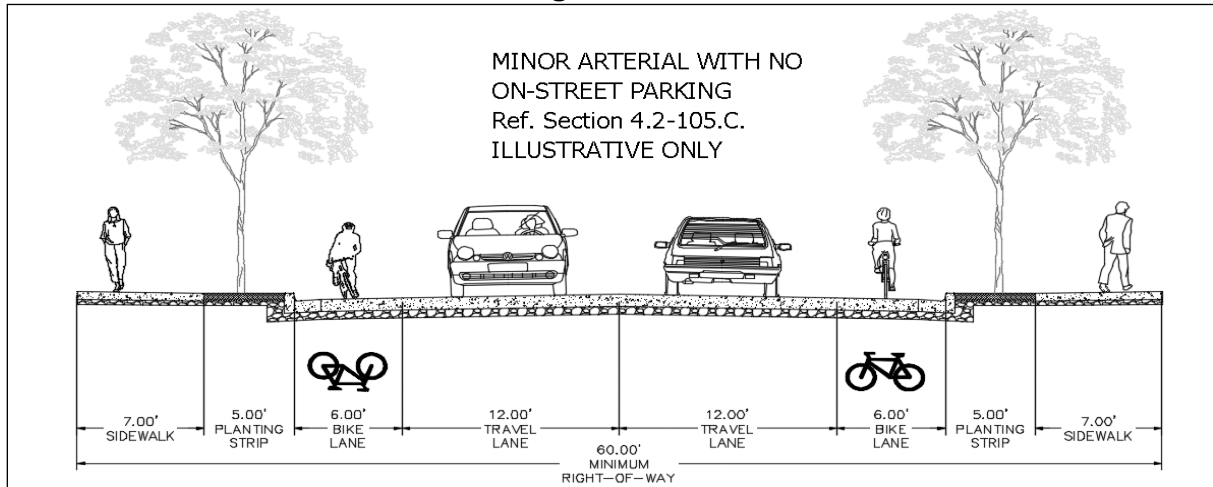 MINOR ARTERIAL WITH NO
ON-STREET PARKING
Ref. Section 4.2-105.C.
ILLUSTRATIVE ONLY
7.00'
SIDEWALK
5.00'
PLANTING
STRIP
6.00'
BIKE
LANE
12.00'
TRAVEL
LANE
12.00'
TRAVEL
LANE
6.00'
BIKE
LANE
5.00'
PLANTING
STRIP
7.00'
SIDEWALK
60.00'
MINIMUM
RIGHT-OF-WAY